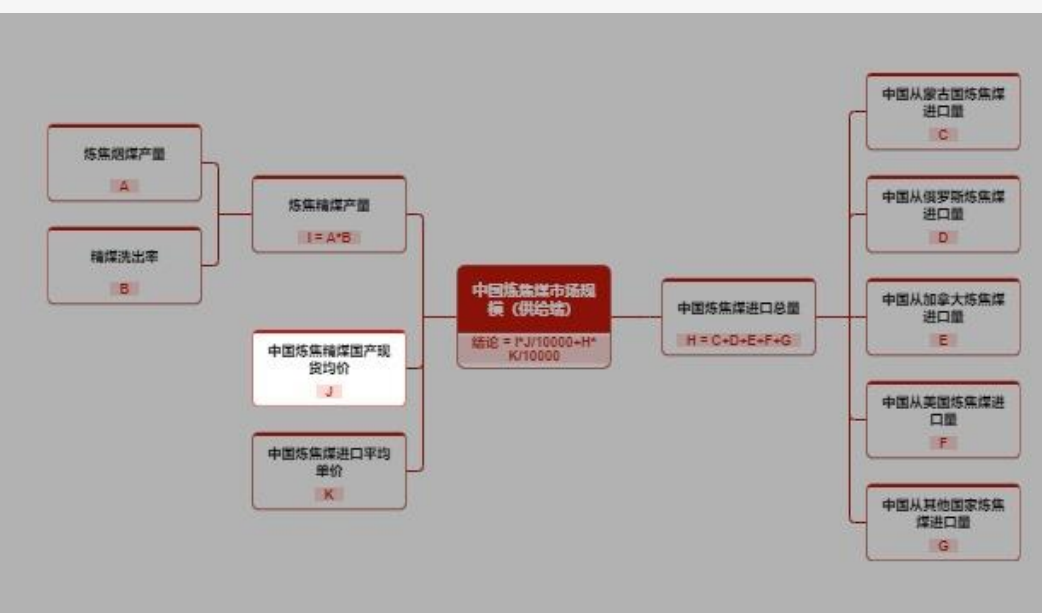 炼焦烟煤产量
A
精煤洗出率
B
炼焦精煤产量
I = A*B
中国炼焦精煤国产现
货均价
J
中国炼焦煤进口平均
单价
K
中国炼焦煤市场规
模（供给端）
结论 = I*J/10000+H*
K/10000
中国炼焦煤进口总量
H = C+D+E+F+G
中国从蒙古国炼焦煤
进口量
C
中国从俄罗斯炼焦煤
进口量
D
中国从加拿大炼焦煤
进口量
E
中国从美国炼焦煤进
口量
F
中国从其他国家炼焦
煤进口量
G